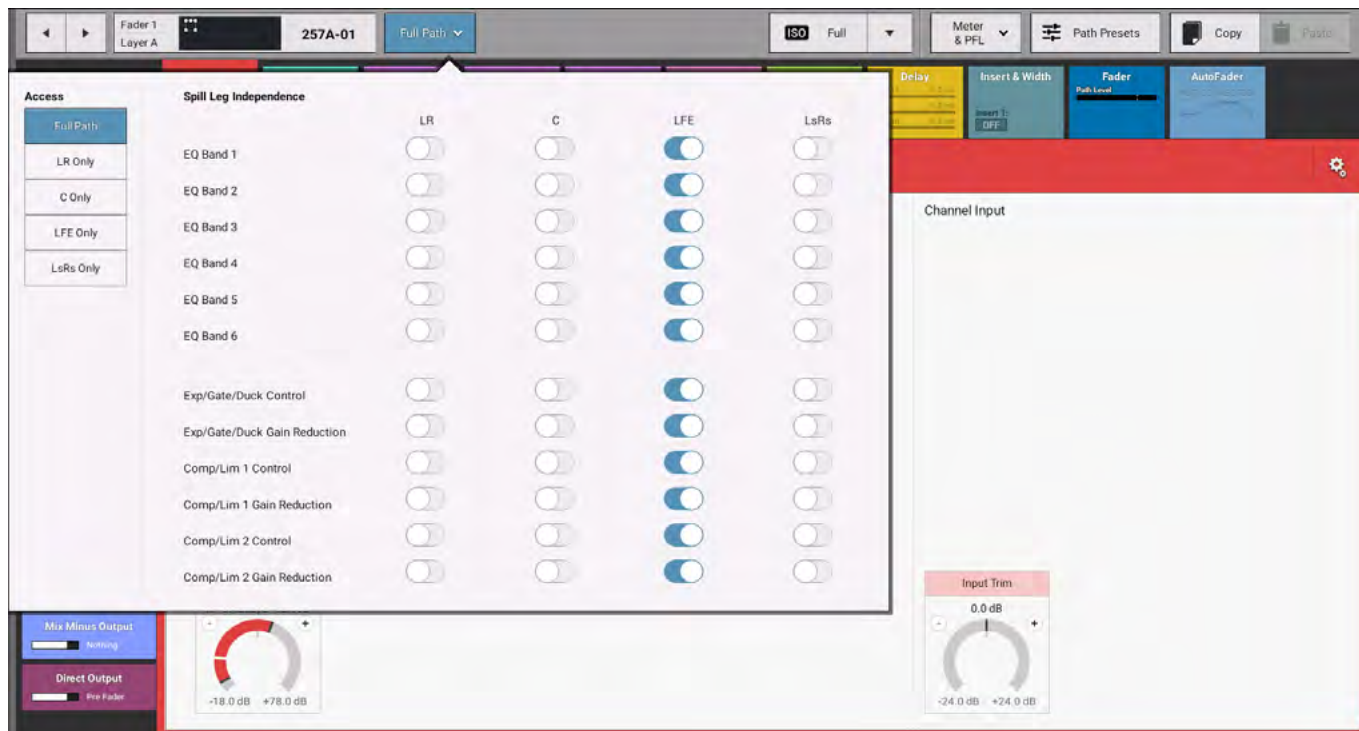 Fader 1
Layer A
257A-01
Full Path
ISO Full
Meter
& PFL
Path Presets
Copy
Paste
Access
Full Path
LR Only
C Only
LFE Only
LsRs Only
Spill Leg Independence
LR C LFE LsRs
EQ Band 1
EQ Band 2
EQ Band 3
EQ Band 4
EQ Band 5
EQ Band 6
Exp/Gate/Duck Control
Exp/Gate/Duck Gain Reduction
Comp/Lim 1 Control
Comp/Lim 1 Gain Reduction
Comp/Lim 2 Control
Comp/Lim 2 Gain Reduction
Delay
Insert & Width
Insert 1:
OFF
Fader
Path Level
AutoFader
Channel Input
Mix Minus Output
Nothing
Direct Output
Pre Fader
- +
-18.0 dB +78.0 dB
Input Trim
0.0 dB
- +
-24.0 dB +24.0 dB